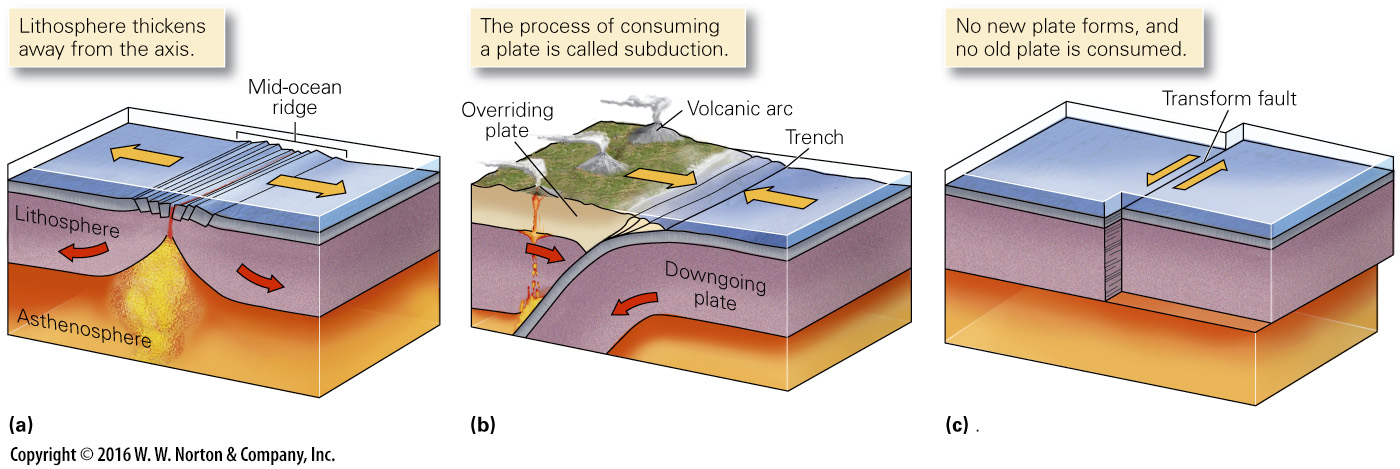 Lithosphere thickens
away from the axis.
Mid-ocean
ridge
Lithosphere
Asthenosphere
(a)
The process of consuming
a plate is called subduction.
Overriding
plate
Volcanic arc
Trench
Downgoing
plate
(b)
No new plate forms, and
no old plate is consumed.
Transform fault
(c) .
Copyright © 2016 W. W. Norton & Company, Inc.